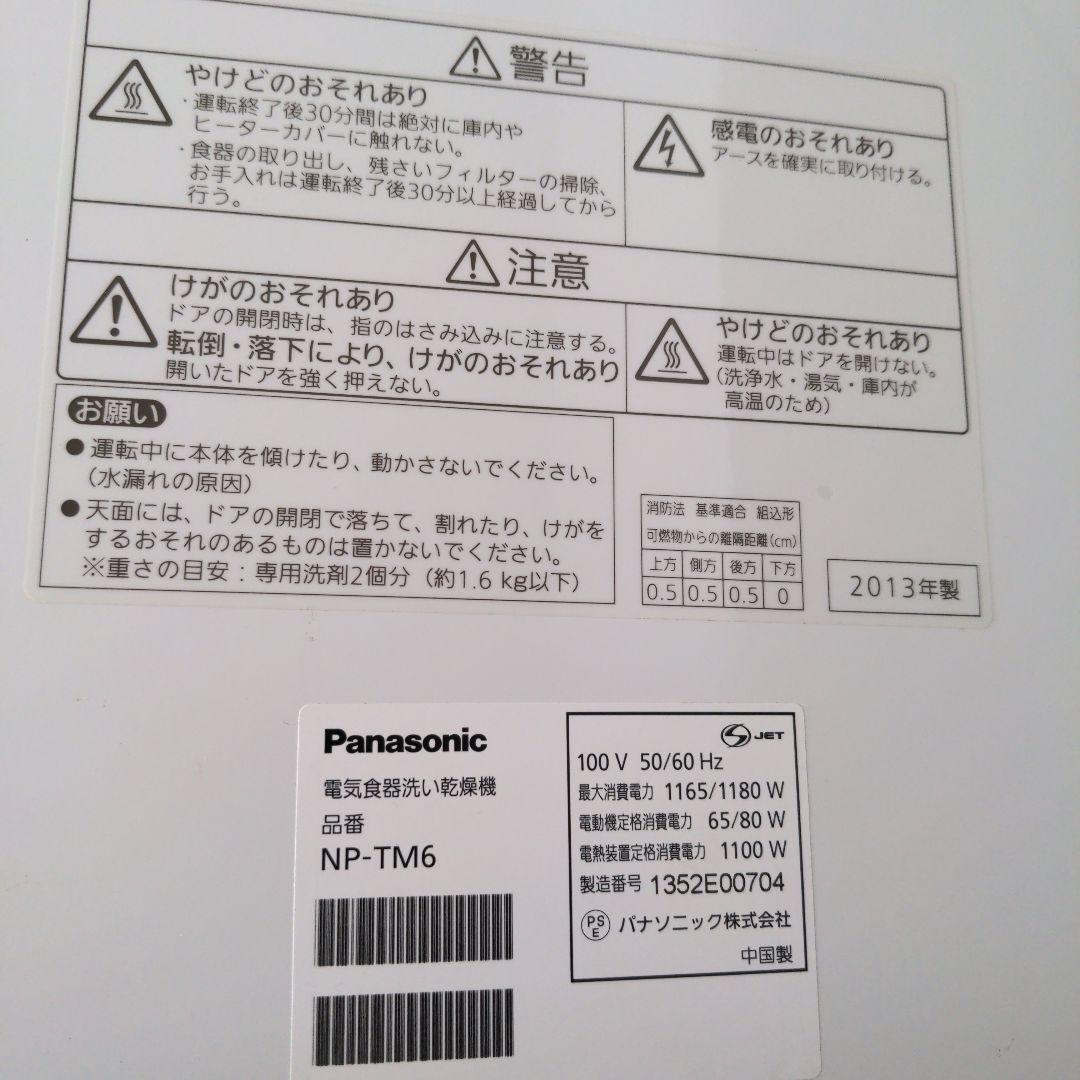 警告
やけどのおそれあり
・運転終了後30分間は絶対に庫内や
ヒーターカバーに触れない。
・食器の取り出し、残さいフィルターの掃除、
お手入れは運転終了後30分以上経過してから
行う。
感電のおそれあり
アースを確実に取り付ける。
注意
けがのおそれあり
ドアの開閉時は、指のはさみ込みに注意する。
転倒・落下により、けがのおそれあり
開いたドアを強く押えない。
やけどのおそれあり
運転中はドアを開けない。
(洗浄水・湯気・庫内が
高温のため)
お願い
●運転中に本体を傾けたり、動かさないでください。
(水漏れの原因)
●天面には、ドアの開閉で落ちて、割れたり、けがを
するおそれのあるものは置かないでください。
※重さの目安：専用洗剤2個分（約1.6 kg以下）
消防法 基準適合 組込形
可燃物からの離隔距離(cm)
上方 側方 後方 下方
0.5 0.5 0.5 0
2013年製
Panasonic
電気食器洗い乾燥機
品番
NP-TM6
JET
100 V 50/60 Hz
最大消費電力 1165/1180 W
電動機定格消費電力 65/80 W
電熱装置定格消費電力 1100 W
製造番号 1352E00704
PS
E
パナソニック株式会社
中国製